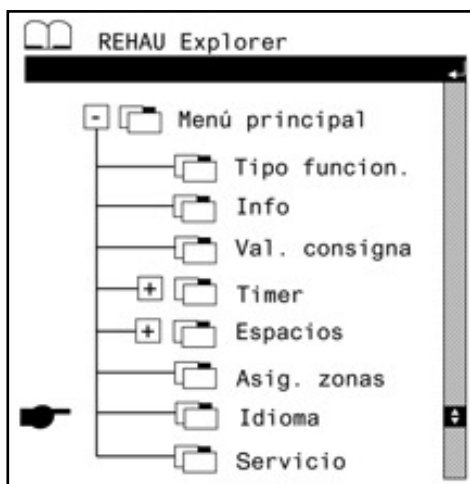 REHAU Explorer
Menú principal
Tipo funcion.
Info
Val. consigna
Timer
Espacios
Asig. zonas
Idioma
Servicio